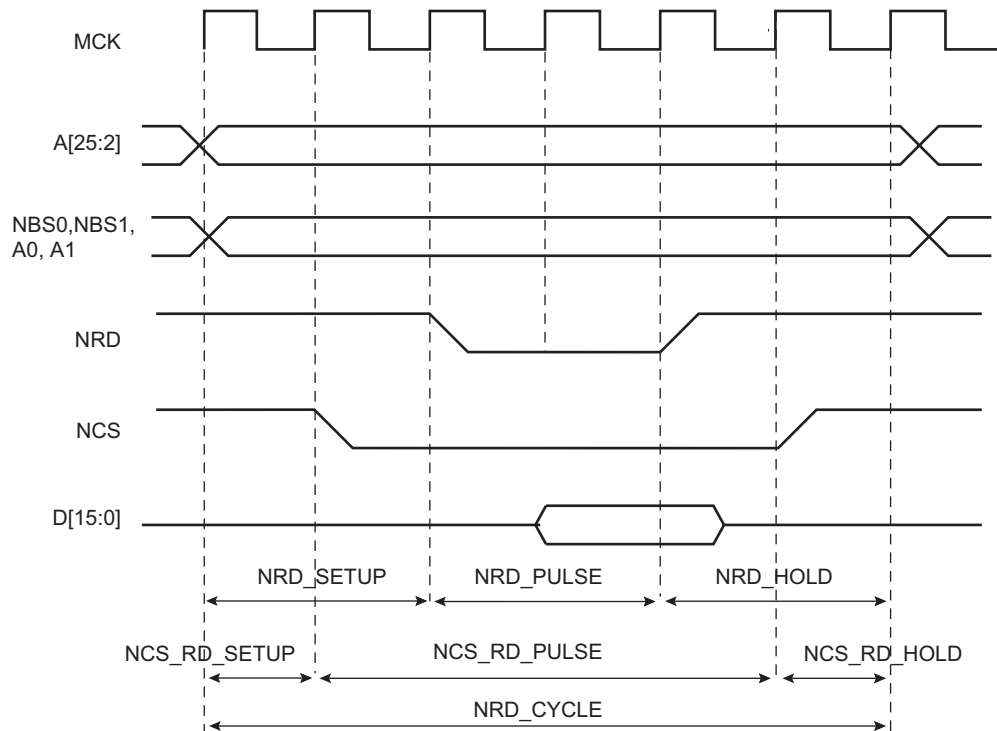 MCK
A[25:2]
NBS0,NBS1,
A0, A1
NRD
NCS
D[15:0]
NRD_SETUP NRD_PULSE NRD_HOLD
NCS_RD_SETUP NCS_RD_PULSE NCS_RD_HOLD
NRD_CYCLE